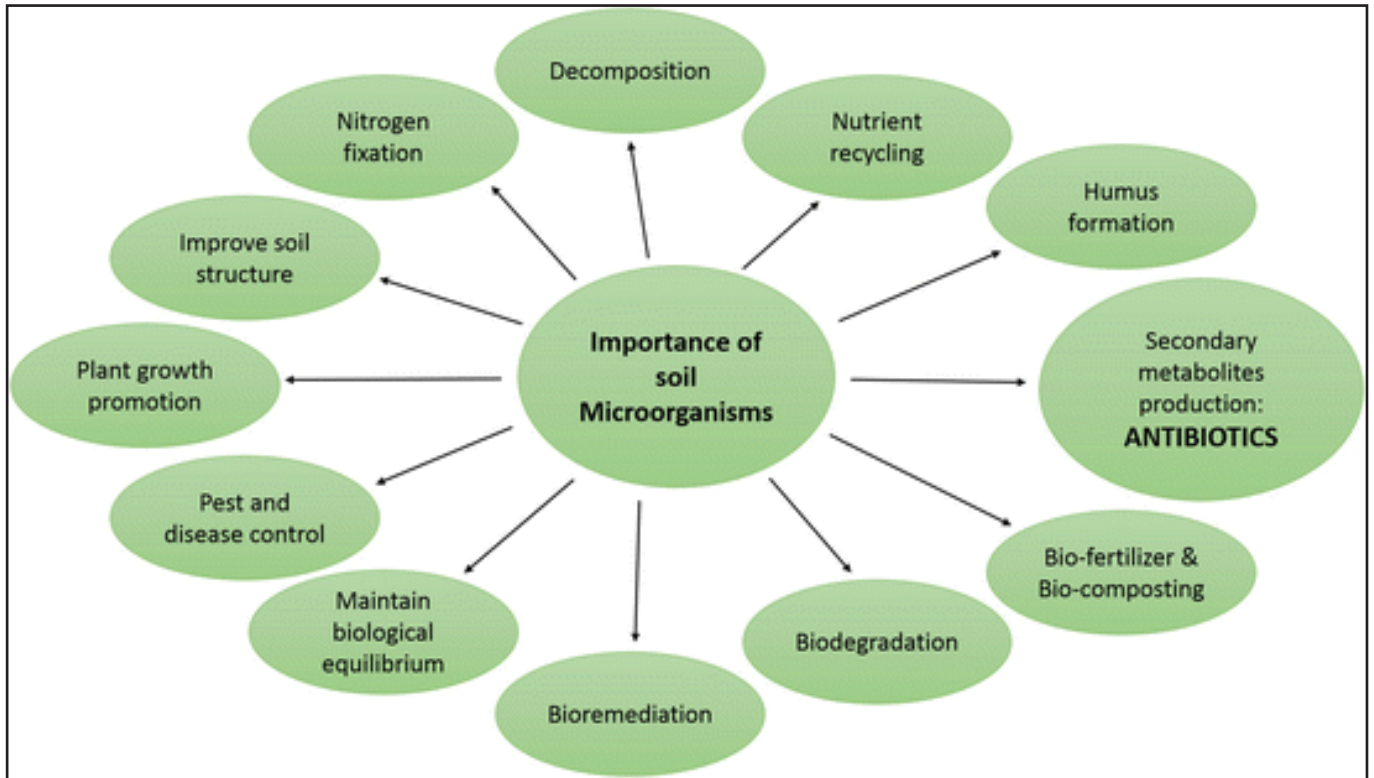 Decomposition
Nutrient
recycling
Humus
formation
Secondary
metabolites
production:
ANTIBIOTICS
Bio-fertilizer &
Bio-composting
Biodegradation
Bioremediation
Maintain
biological
equilibrium
Pest and
disease control
Plant growth
promotion
Improve soil
structure
Nitrogen
fixation
Importance of
soil
Microorganisms